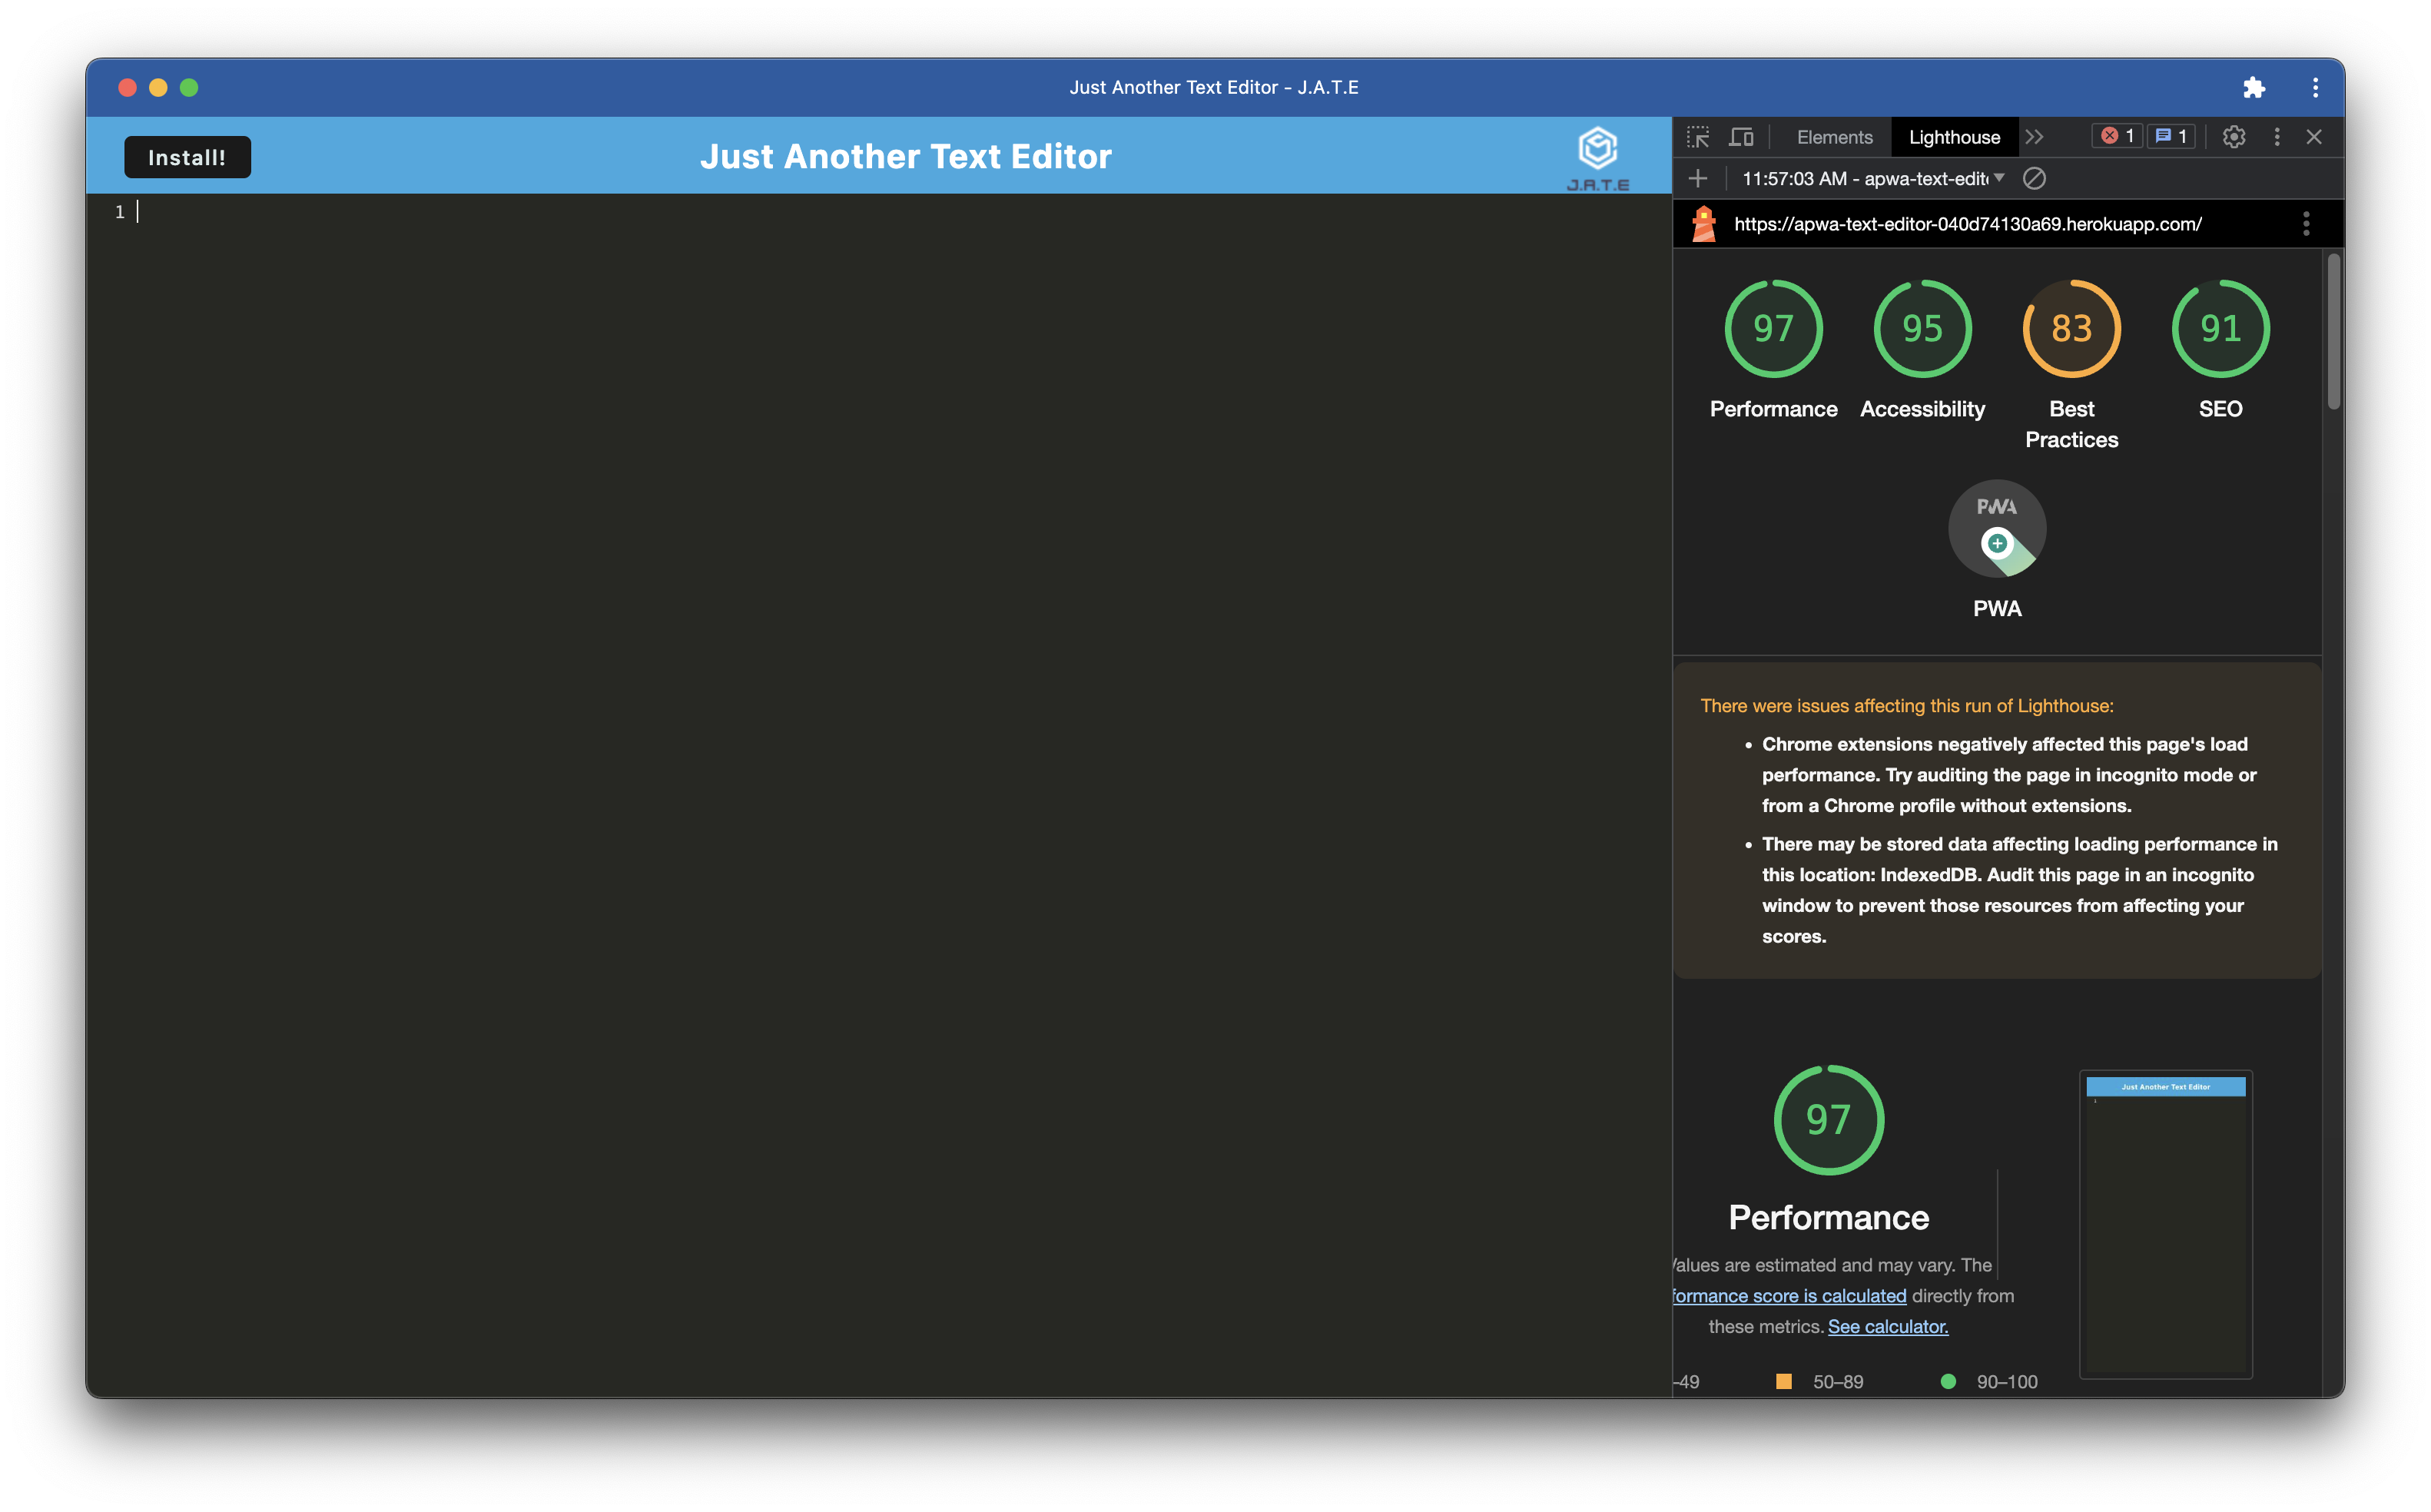 Just Another Text Editor - J.A.T.E
Install!
Just Another Text Editor
J.A.T.E
1
Elements
Lighthouse
1
1
11:57:03 AM - apwa-text-edit
https://apwa-text-editor-040d74130a69.herokuapp.com/
97
95
83
91
Performance
Accessibility
Best
Practices
SEO
PWA
PWA
There were issues affecting this run of Lighthouse:
• Chrome extensions negatively affected this page's load
performance. Try auditing the page in incognito mode or
from a Chrome profile without extensions.
• There may be stored data affecting loading performance in
this location: IndexedDB. Audit this page in an incognito
window to prevent those resources from affecting your
scores.
97
Performance
Values are estimated and may vary. The
formance score is calculated directly from
these metrics. See calculator.
–49
50–89
90–100
Just Another Text Editor
1